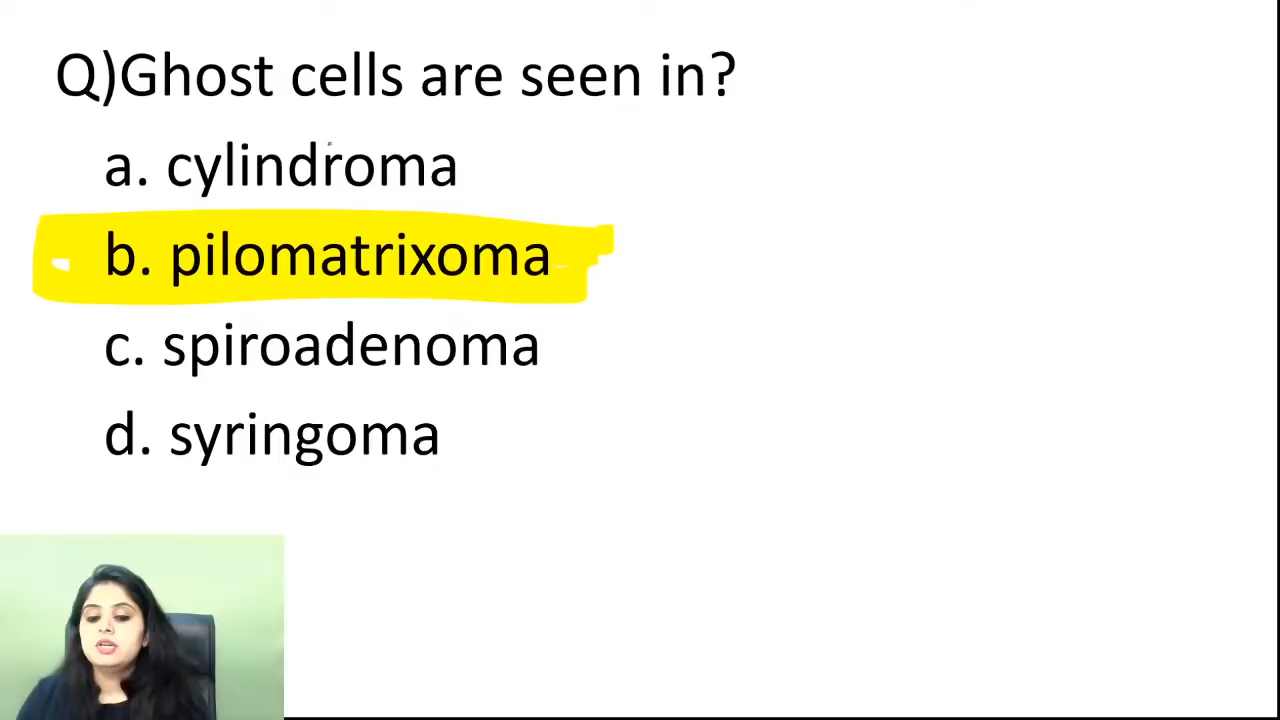 Q)Ghost cells are seen in?
a. cylindroma
b. pilomatrixoma
c. spiroadenoma
d. syringoma